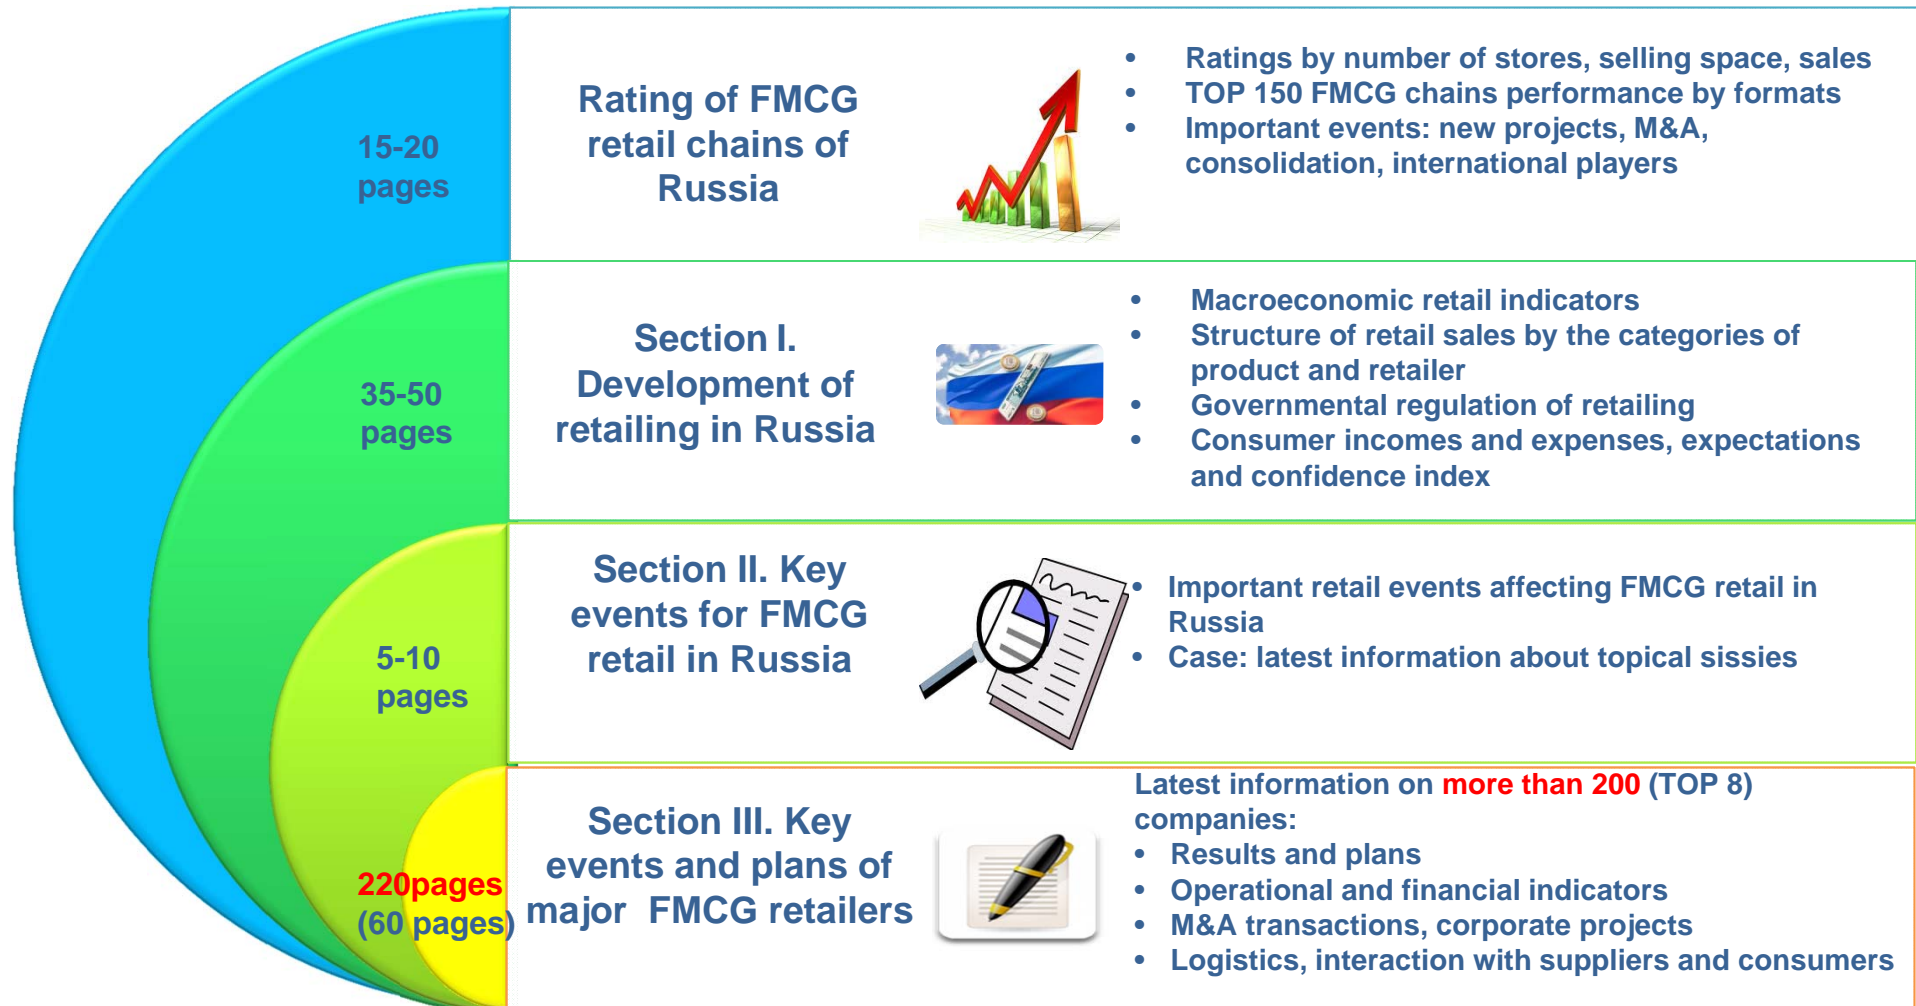 15-20
pages
Rating of FMCG
retail chains of
Russia
• Ratings by number of stores, selling space, sales
• TOP 150 FMCG chains performance by formats
• Important events: new projects, M&A,
consolidation, international players
35-50
pages
Section I.
Development of
retailing in Russia
• Macroeconomic retail indicators
• Structure of retail sales by the categories of
product and retailer
• Governmental regulation of retailing
• Consumer incomes and expenses, expectations
and confidence index
5-10
pages
Section II. Key
events for FMCG
retail in Russia
• Important retail events affecting FMCG retail in
Russia
• Case: latest information about topical sissies
220pages
(60 pages)
Section III. Key
events and plans of
major FMCG retailers
Latest information on more than 200 (TOP 8)
companies:
• Results and plans
• Operational and financial indicators
• M&A transactions, corporate projects
• Logistics, interaction with suppliers and consumers